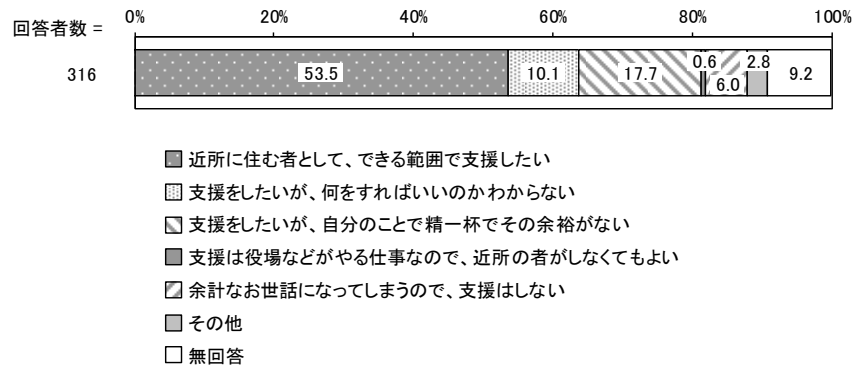 回答者数 =
0% 20% 40% 60% 80% 100%
316
53.5 10.1 17.7 0.6 6.0 2.8 9.2
近所に住む者として、できる範囲で支援したい
支援をしたいが、何をすればいいのかわからない
支援をしたいが、自分のことで精一杯でその余裕がない
支援は役場などがやる仕事なので、近所の者がしなくてもよい
余計なお世話になってしまうので、支援はしない
その他
無回答